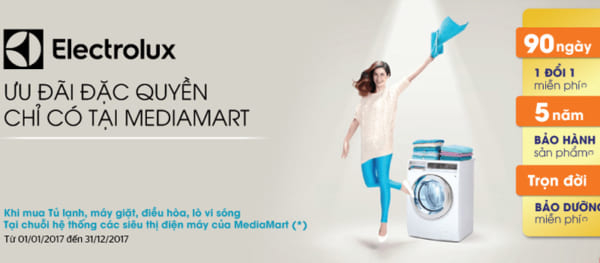 Electrolux
ƯU ĐÃI ĐẶC QUYỀN
CHỈ CÓ TẠI MEDIAMART
Khi mua Tủ lạnh, máy giặt, điều hòa, lò vi sóng
Tại chuỗi hệ thống các siêu thị điện máy của MediaMart (*)
Từ 01/01/2017 đến 31/12/2017
90 ngày
1 ĐỔI 1
miễn phí
5 năm
BẢO HÀNH
sản phẩm
Trọn đời
BẢO DƯỠNG
miễn phí